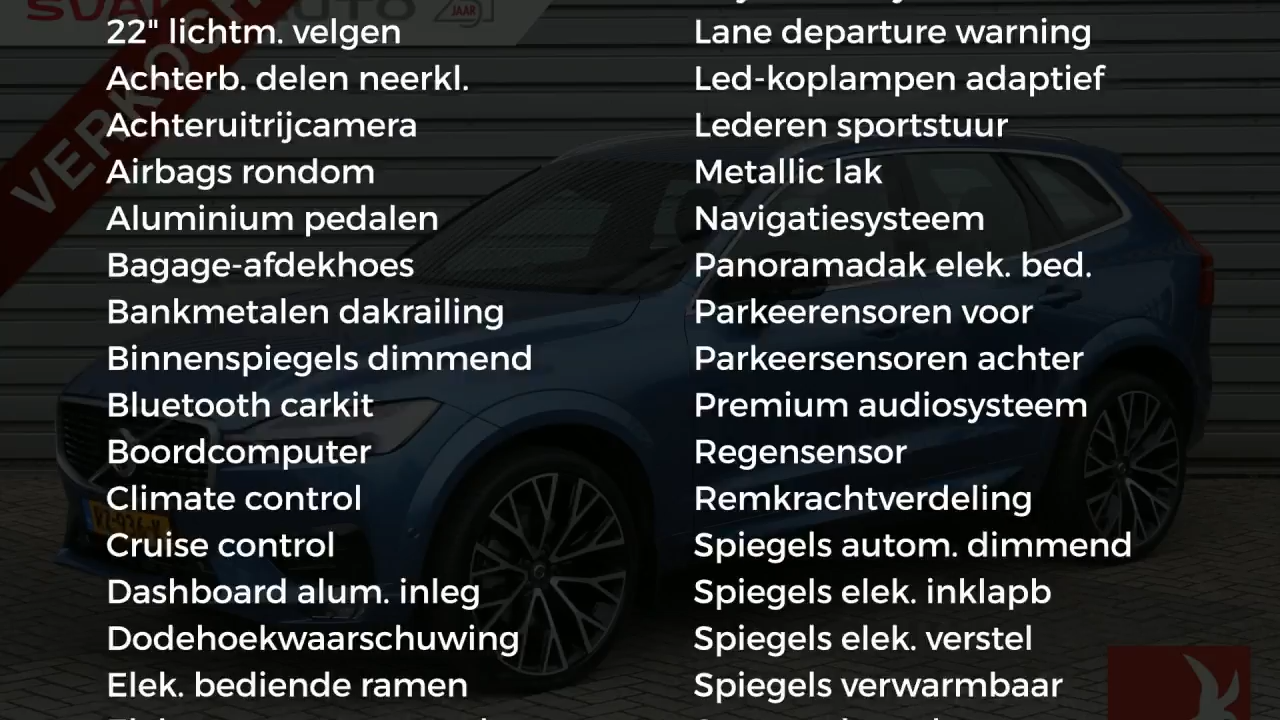 JAAR
VERKOCHT
22" lichtm. velgen
Achterb. delen neerkl.
Achteruitrijcamera
Airbags rondom
Aluminium pedalen
Bagage-afdekhoes
Bankmetalen dakrailing
Binnenspiegels dimmend
Bluetooth carkit
Boordcomputer
Climate control
Cruise control
Dashboard alum. inleg
Dodehoekwaarschuwing
Elek. bediende ramen
Lane departure warning
Led-koplampen adaptief
Lederen sportstuur
Metallic lak
Navigatiesysteem
Panoramadak elek. bed.
Parkeerensoren voor
Parkeersensoren achter
Premium audiosysteem
Regensensor
Remkrachtverdeling
Spiegels autom. dimmend
Spiegels elek. inklapb
Spiegels elek. verstel
Spiegels verwarmbaar